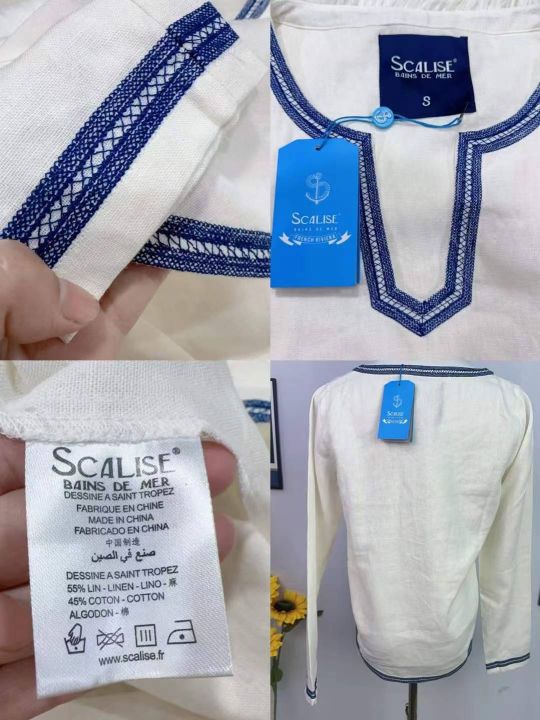 SCALISE®
BAINS DE MER
S
SCALISE®
BAINS DE MER
FRENCH RIVIERA
SCALISE®
BAINS DE MER
DESSINE A SAINT TROPEZ
FABRIQUE EN CHINE
MADE IN CHINA
FABRICADO EN CHINA
中国制造
صنع في الصين
DESSINE A SAINT TROPEZ
55% LIN - LINEN - LINO - 麻
45% COTON - COTTON
ALGODON - 棉
www.scalise.fr
SCALISE